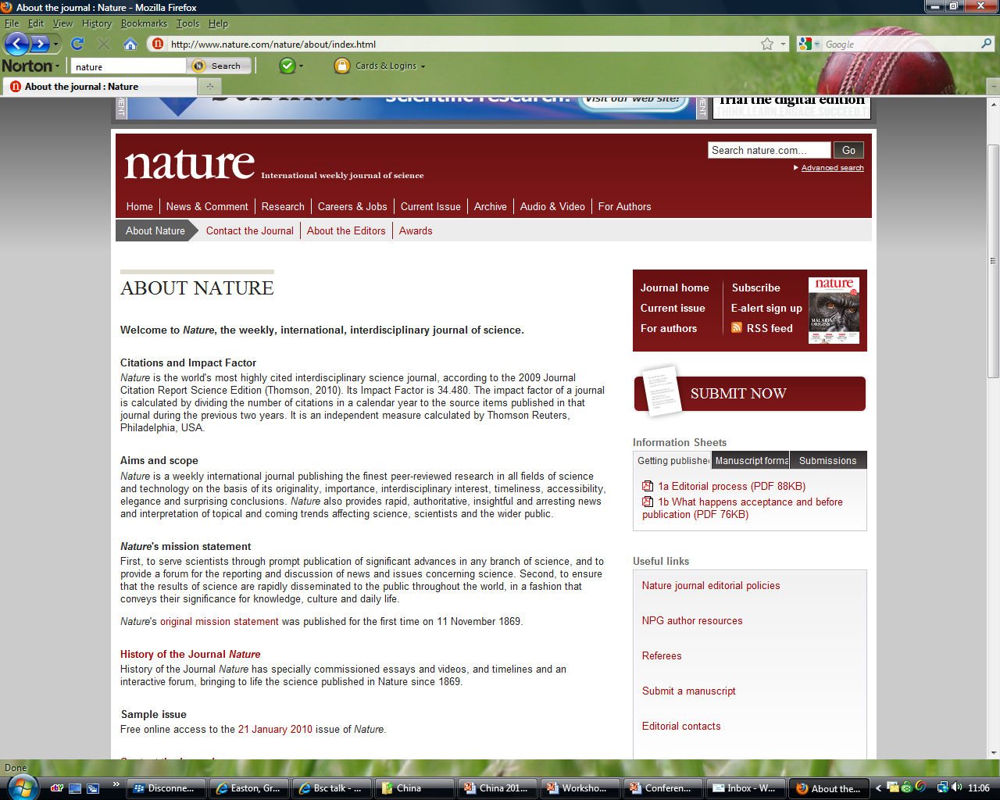 About the journal : Nature - Mozilla Firefox
File Edit View History Bookmarks Tools Help
http://www.nature.com/nature/about/index.html
Google
Norton
nature
Search
Cards & Logins
About the journal : Nature
scientific research.
Visit our web site!
Trial the digital edition
THINK.LEARN.ENGAGE.SUCCEED.
nature International weekly journal of science
Search nature.com...
Go
Advanced search
Home News & Comment Research Careers & Jobs Current Issue Archive Audio & Video For Authors
About Nature Contact the Journal About the Editors Awards
ABOUT NATURE
Welcome to Nature, the weekly, international, interdisciplinary journal of science.
Citations and Impact Factor
Nature is the world's most highly cited interdisciplinary science journal, according to the 2009 Journal
Citation Report Science Edition (Thomson, 2010). Its Impact Factor is 34.480. The impact factor of a journal
is calculated by dividing the number of citations in a calendar year to the source items published in that
journal during the previous two years. It is an independent measure calculated by Thomson Reuters,
Philadelphia, USA.
Aims and scope
Nature is a weekly international journal publishing the finest peer-reviewed research in all fields of science
and technology on the basis of its originality, importance, interdisciplinary interest, timeliness, accessibility,
elegance and surprising conclusions. Nature also provides rapid, authoritative, insightful and arresting news
and interpretation of topical and coming trends affecting science, scientists and the wider public.
Nature's mission statement
First, to serve scientists through prompt publication of significant advances in any branch of science, and to
provide a forum for the reporting and discussion of news and issues concerning science. Second, to ensure
that the results of science are rapidly disseminated to the public throughout the world, in a fashion that
conveys their significance for knowledge, culture and daily life.
Nature's original mission statement was published for the first time on 11 November 1869.
History of the Journal Nature
History of the Journal Nature has specially commissioned essays and videos, and timelines and an
interactive forum, bringing to life the science published in Nature since 1869.
Sample issue
Free online access to the 21 January 2010 issue of Nature.
Journal home
Current issue
For authors
Subscribe
E-alert sign up
RSS feed
nature
MALARIA
ORIGINS
SUBMIT NOW
Information Sheets
Getting publishe Manuscript forma Submissions
1a Editorial process (PDF 88KB)
1b What happens acceptance and before
publication (PDF 76KB)
Useful links
Nature journal editorial policies
NPG author resources
Referees
Submit a manuscript
Editorial contacts
Done
Disconne... Easton, Gr... Bsc talk - ... China China 201... Worksho... Conferen... Inbox - W... About the... 11:06